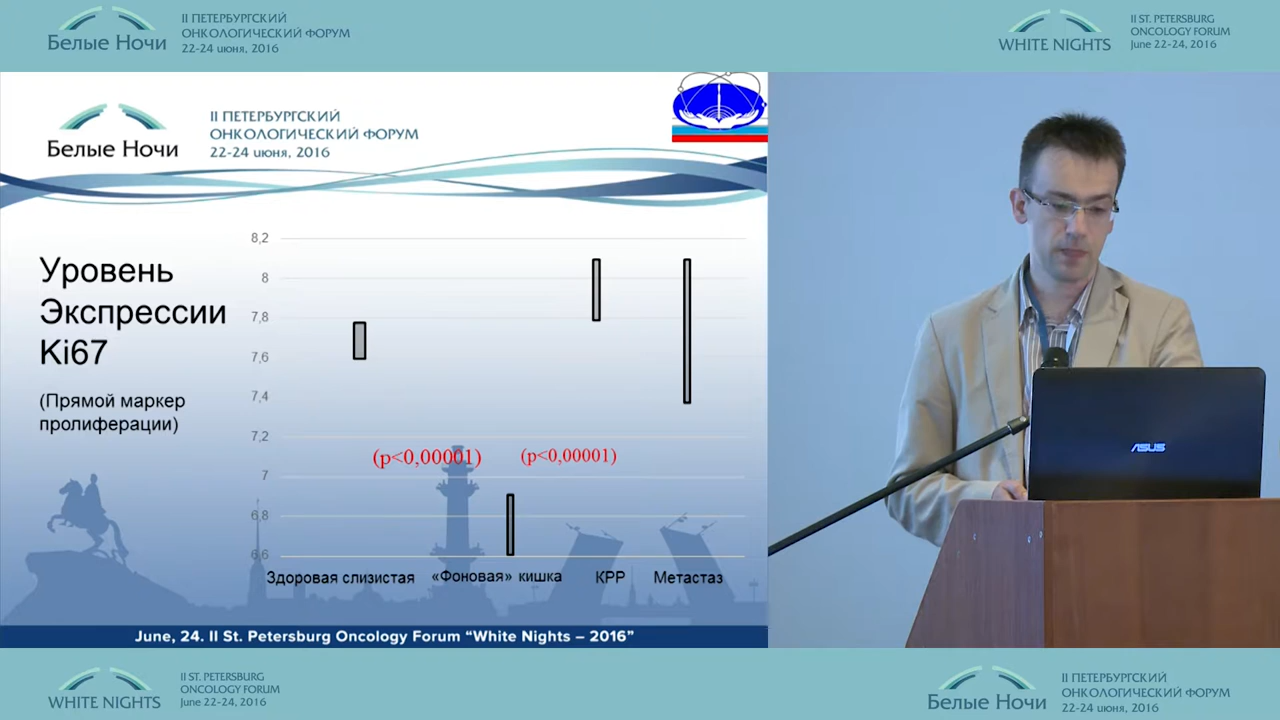 Белые Ночи
II ПЕТЕРБУРГСКИЙ
ОНКОЛОГИЧЕСКИЙ ФОРУМ
22-24 июня, 2016
WHITE NIGHTS
II ST. PETERSBURG
ONCOLOGY FORUM
June 22-24, 2016
Белые Ночи
II ПЕТЕРБУРГСКИЙ
ОНКОЛОГИЧЕСКИЙ ФОРУМ
22-24 июня, 2016
Уровень
Экспрессии
Ki67
(Прямой маркер
пролиферации)
8,2
8
7,8
7,6
7,4
7,2
7
6,8
6,6
(p<0,00001)
(p<0,00001)
Здоровая слизистая
«Фоновая» кишка
КРР
Метастаз
June, 24. II St. Petersburg Oncology Forum “White Nights – 2016”
ASUS
WHITE NIGHTS
II ST. PETERSBURG
ONCOLOGY FORUM
June 22-24, 2016
Белые Ночи
II ПЕТЕРБУРГСКИЙ
ОНКОЛОГИЧЕСКИЙ ФОРУМ
22-24 июня, 2016